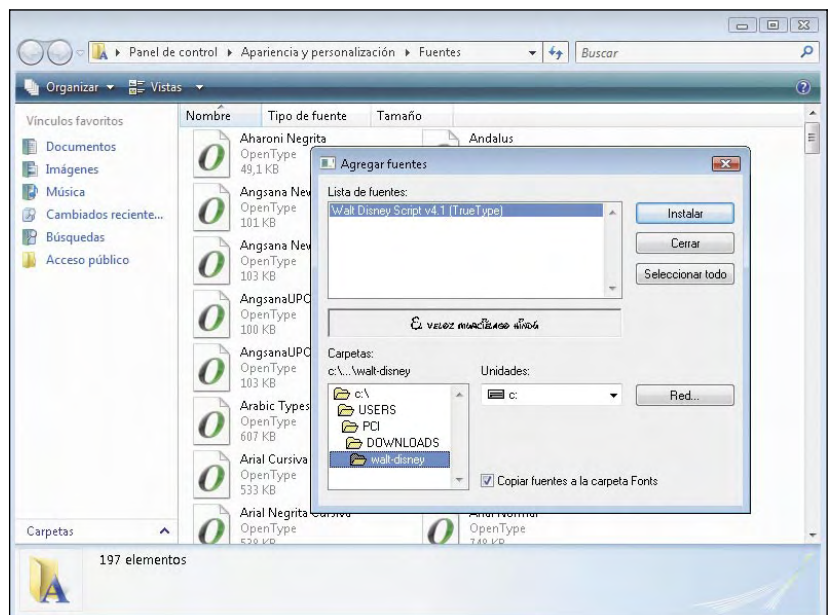 Panel de control ▸ Apariencia y personalización ▸ Fuentes
Buscar
Organizar
Vistas
Vínculos favoritos
Documentos
Imágenes
Música
Cambiados reciente...
Búsquedas
Acceso público
Carpetas
Nombre Tipo de fuente Tamaño
Aharoni Negrita
OpenType
49,1 KB
Andalus
Angsana New
OpenType
101 KB
Angsana New
OpenType
103 KB
AngsanaUPC
OpenType
100 KB
AngsanaUPC
OpenType
103 KB
Arabic Types
OpenType
607 KB
Arial Cursiva
OpenType
533 KB
Arial Negrita Cursiva
OpenType
Arial Normal
OpenType
Agregar fuentes
Lista de fuentes:
Walt Disney Script v4.1 (TrueType)
Instalar
Cerrar
Seleccionar todo
El veloz murciélago hindú
Carpetas:
c:\...\walt-disney
c:\
USERS
PCI
DOWNLOADS
walt-disney
Unidades:
c:
Red...
Copiar fuentes a la carpeta Fonts
197 elementos